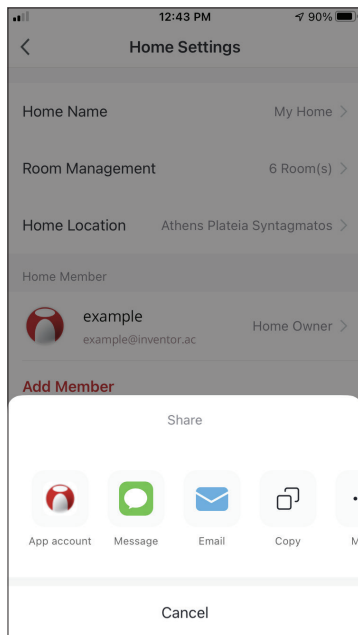 12:43 PM 90%
Home Settings
Home Name My Home
Room Management 6 Room(s)
Home Location Athens Plateia Syntagmatos
Home Member
example Home Owner
example@inventor.ac
Add Member
Share
App account Message Email Copy M
Cancel